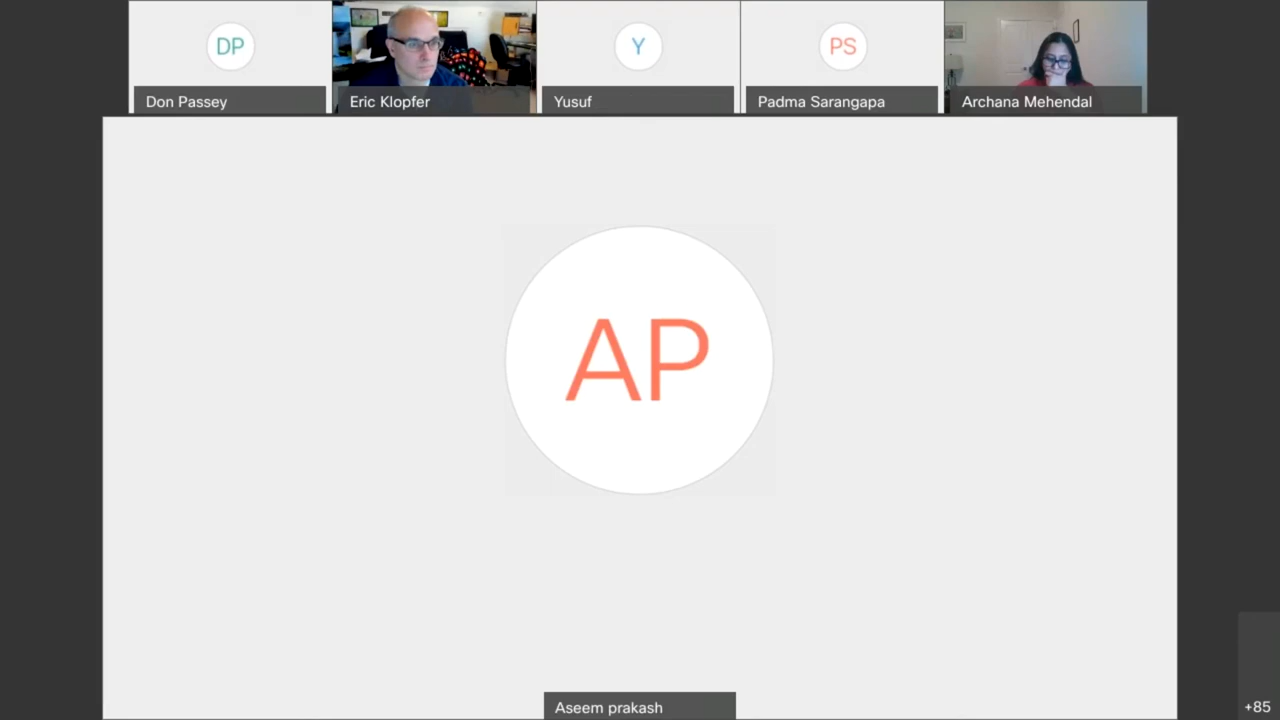 DP
Y
PS
Don Passey
Eric Klopfer
Yusuf
Padma Sarangapa
Archana Mehendal
AP
Aseem prakash
+85